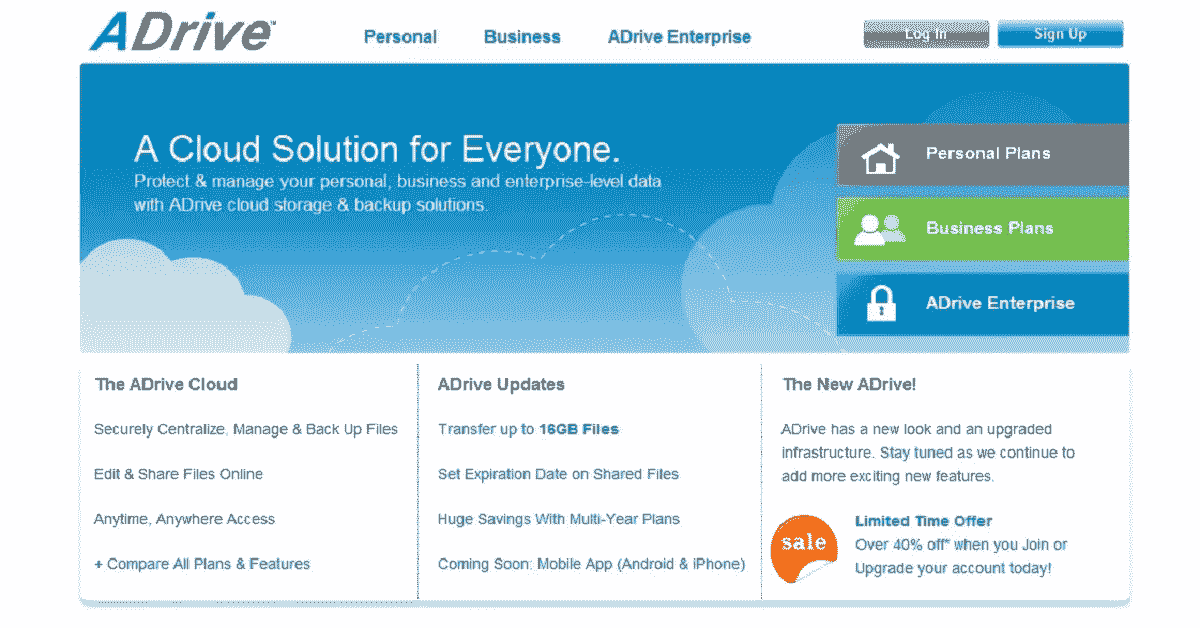 ADrive™
Personal
Business
ADrive Enterprise
Log In
Sign Up
A Cloud Solution for Everyone.
Protect & manage your personal, business and enterprise-level data
with ADrive cloud storage & backup solutions.
Personal Plans
Business Plans
ADrive Enterprise
The ADrive Cloud
Securely Centralize, Manage & Back Up Files
Edit & Share Files Online
Anytime, Anywhere Access
+ Compare All Plans & Features
ADrive Updates
Transfer up to 16GB Files
Set Expiration Date on Shared Files
Huge Savings With Multi-Year Plans
Coming Soon: Mobile App (Android & iPhone)
The New ADrive!
ADrive has a new look and an upgraded
infrastructure. Stay tuned as we continue to
add more exciting new features.
sale
Limited Time Offer
Over 40% off* when you Join or
Upgrade your account today!